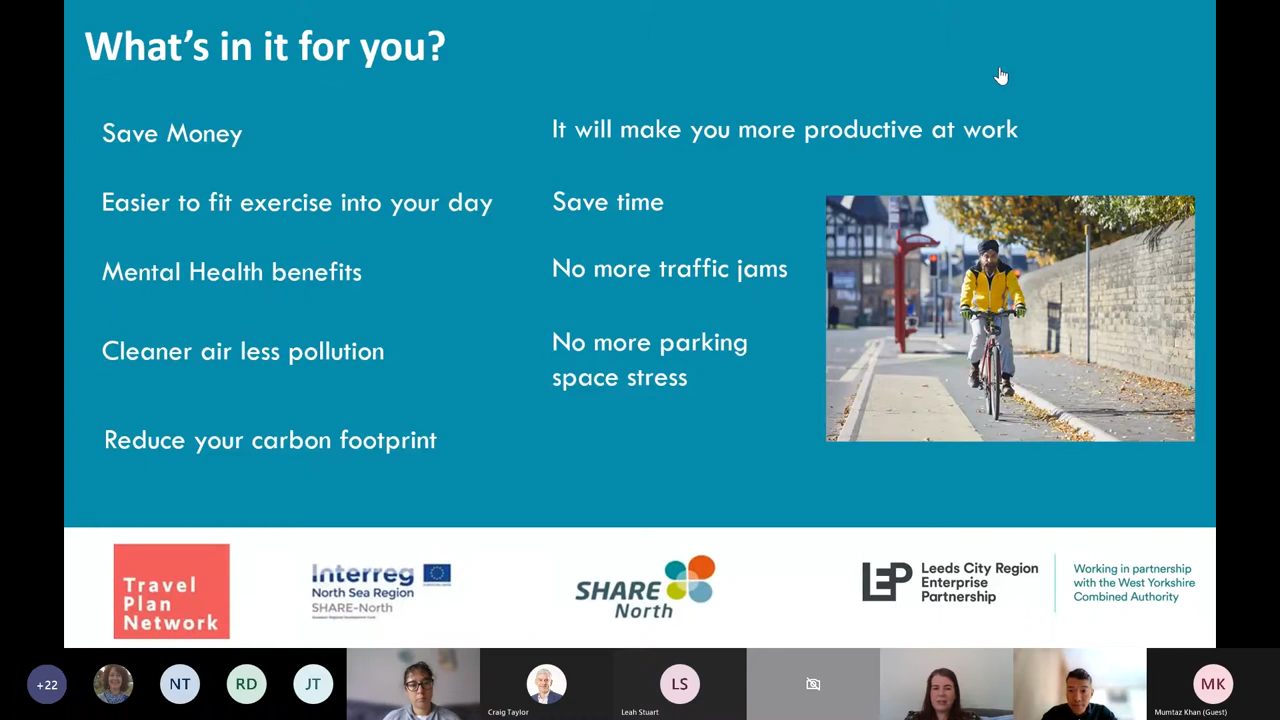 What's in it for you?
Save Money
Easier to fit exercise into your day
Mental Health benefits
Cleaner air less pollution
Reduce your carbon footprint
It will make you more productive at work
Save time
No more traffic jams
No more parking
space stress
Travel
Plan
Network
Interreg
North Sea Region
SHARE-North
SHARE
North
LEP
Leeds City Region
Enterprise
Partnership
Working in partnership
with the West Yorkshire
Combined Authority
+22
NT
RD
JT
Craig Taylor
LS
Leah Stuart
MK
Mumtaz Khan (Guest)